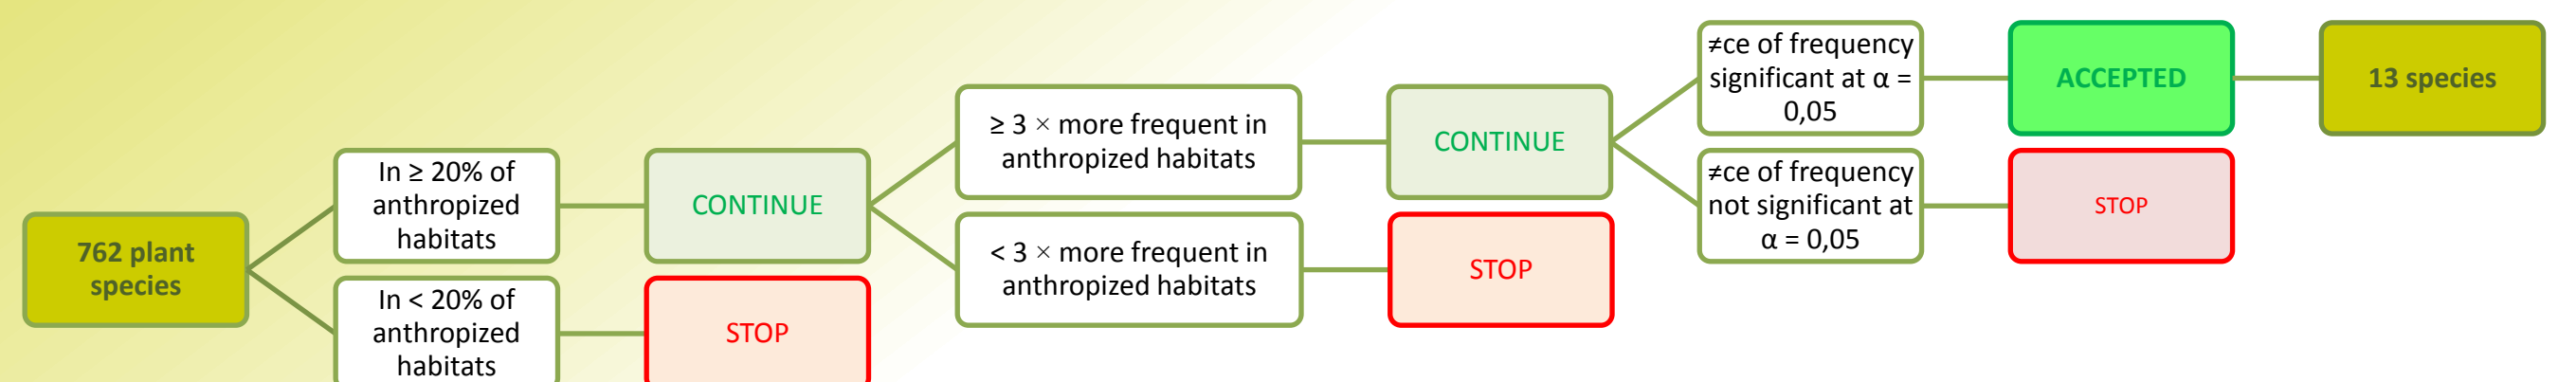 762 plant
species
In ≥ 20% of
anthropized
habitats
CONTINUE
≥ 3 × more frequent in
anthropized habitats
CONTINUE
≠ce of frequency
significant at α =
0,05
ACCEPTED
13 species
≠ce of frequency
not significant at
α = 0,05
STOP
< 3 × more frequent in
anthropized habitats
STOP
In < 20% of
anthropized
habitats
STOP